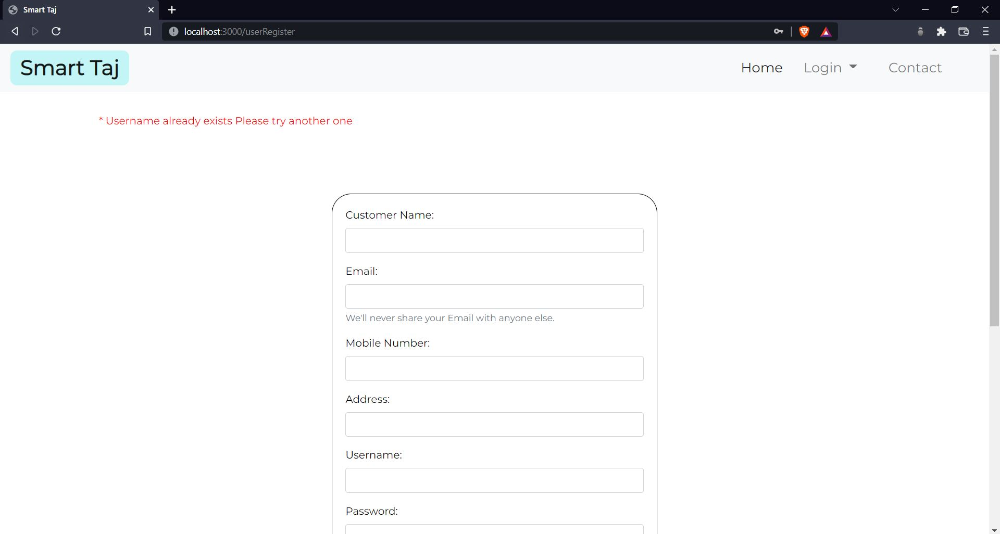 Smart Taj
localhost:3000/userRegister
Smart Taj
Home Login Contact
* Username already exists Please try another one
Customer Name:
Email:
We'll never share your Email with anyone else.
Mobile Number:
Address:
Username:
Password: